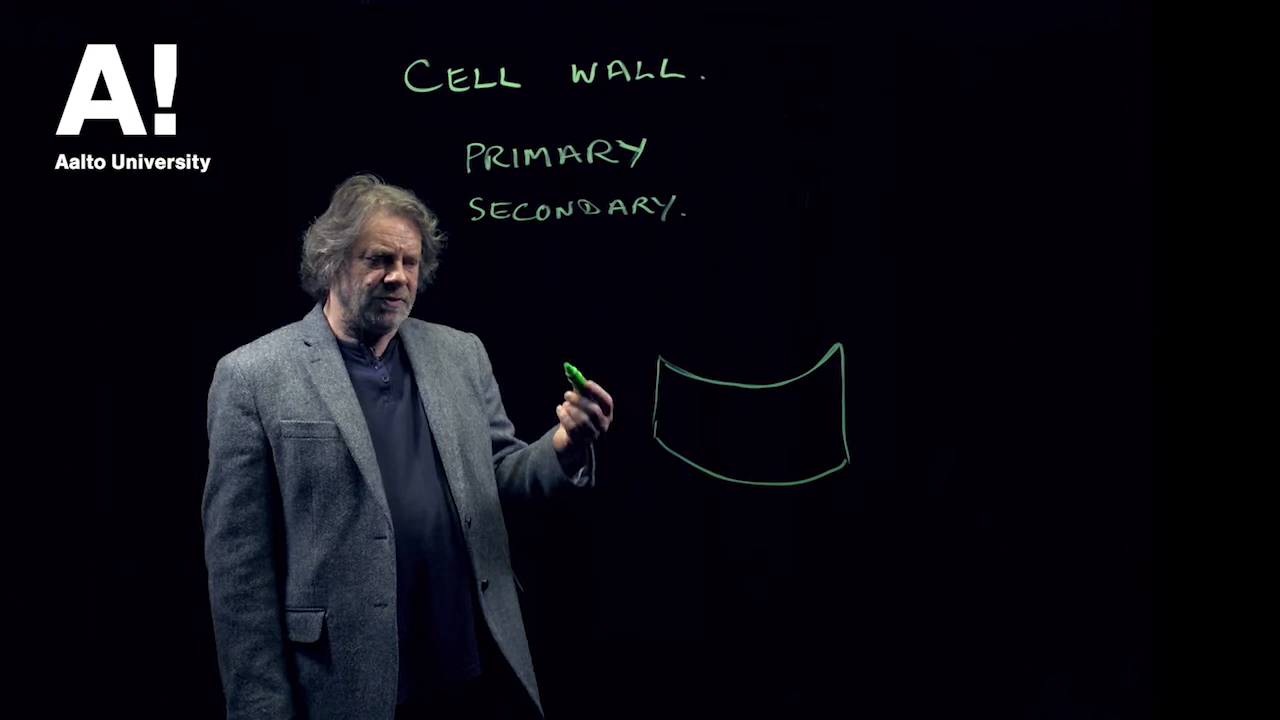 A!
Aalto University
CELL WALL.
PRIMARY
SECONDARY.